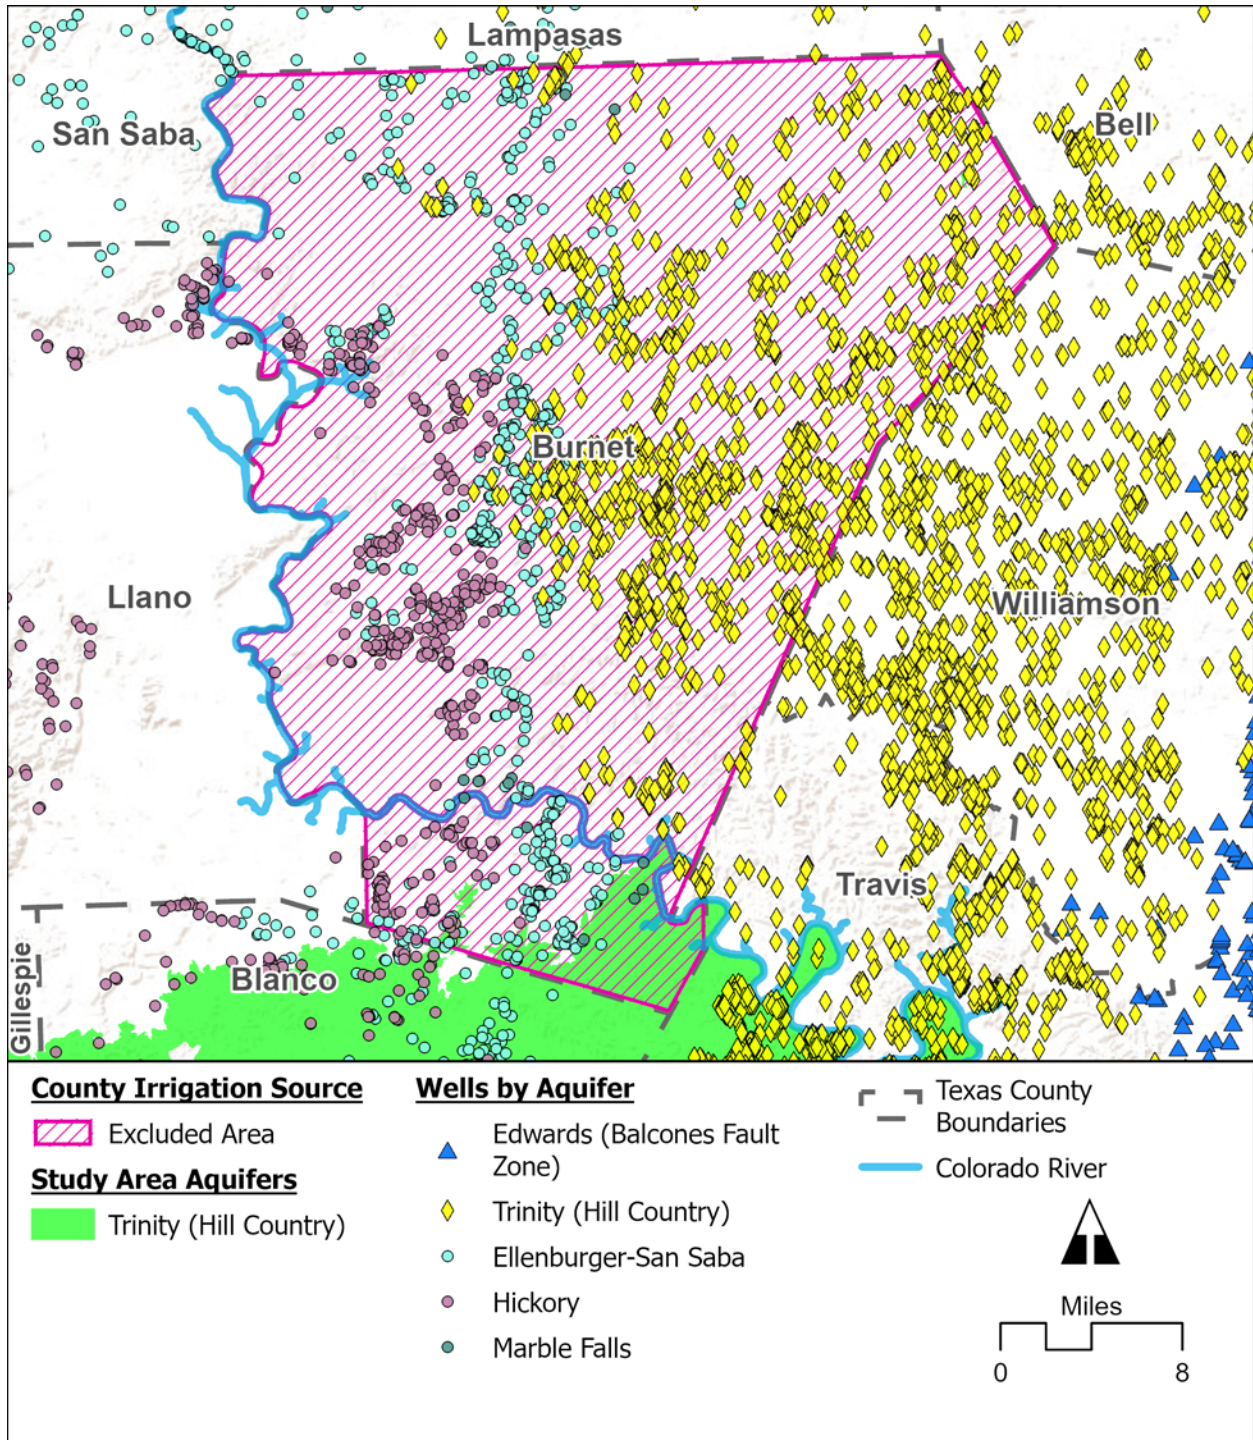 Lampasas
San Saba
Bell
Burnet
Llano
Williamson
Travis
Blanco
Gillespie
County Irrigation Source
Excluded Area
Study Area Aquifers
Trinity (Hill Country)
Wells by Aquifer
Edwards (Balcones Fault
Zone)
Trinity (Hill Country)
Ellenburger-San Saba
Hickory
Marble Falls
Texas County
Boundaries
Colorado River
Miles
0 8